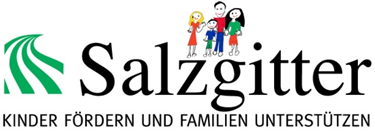 Salzgitter
KINDER FÖRDERN UND FAMILIEN UNTERSTÜTZEN